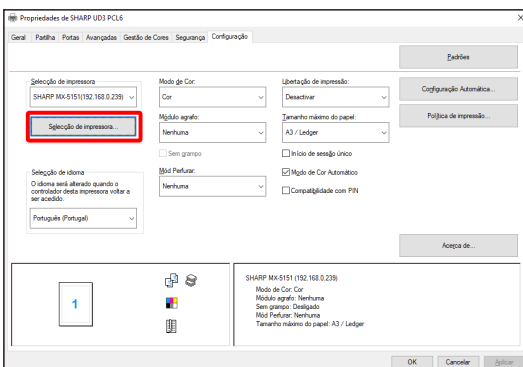 Propriedades de SHARP UD3 PCL6
Geral Partilha Portas Avançadas Gestão de Cores Segurança Configuração
Padrões
Selecção de impressora
SHARP MX-5151(192.168.0.239)
Selecção de impressora...
Modo de Cor:
Cor
Libertação de impressão:
Desactivar
Configuração Automática...
Módulo agrafo:
Nenhuma
Tamanho máximo do papel:
A3 / Ledger
Política de impressão...
Sem grampo
Início de sessão único
Selecção de idioma
O idioma será alterado quando o
controlador desta impressora voltar a
ser acedido.
Português (Portugal)
Mód Perfurar:
Nenhuma
Modo de Cor Automático
Compatibilidade com PIN
Acerca de...
1
SHARP MX-5151 (192.168.0.239)
Modo de Cor: Cor
Módulo agrafo: Nenhuma
Sem grampo: Desligado
Mód Perfurar: Nenhuma
Tamanho máximo do papel: A3 / Ledger
OK Cancelar Aplicar